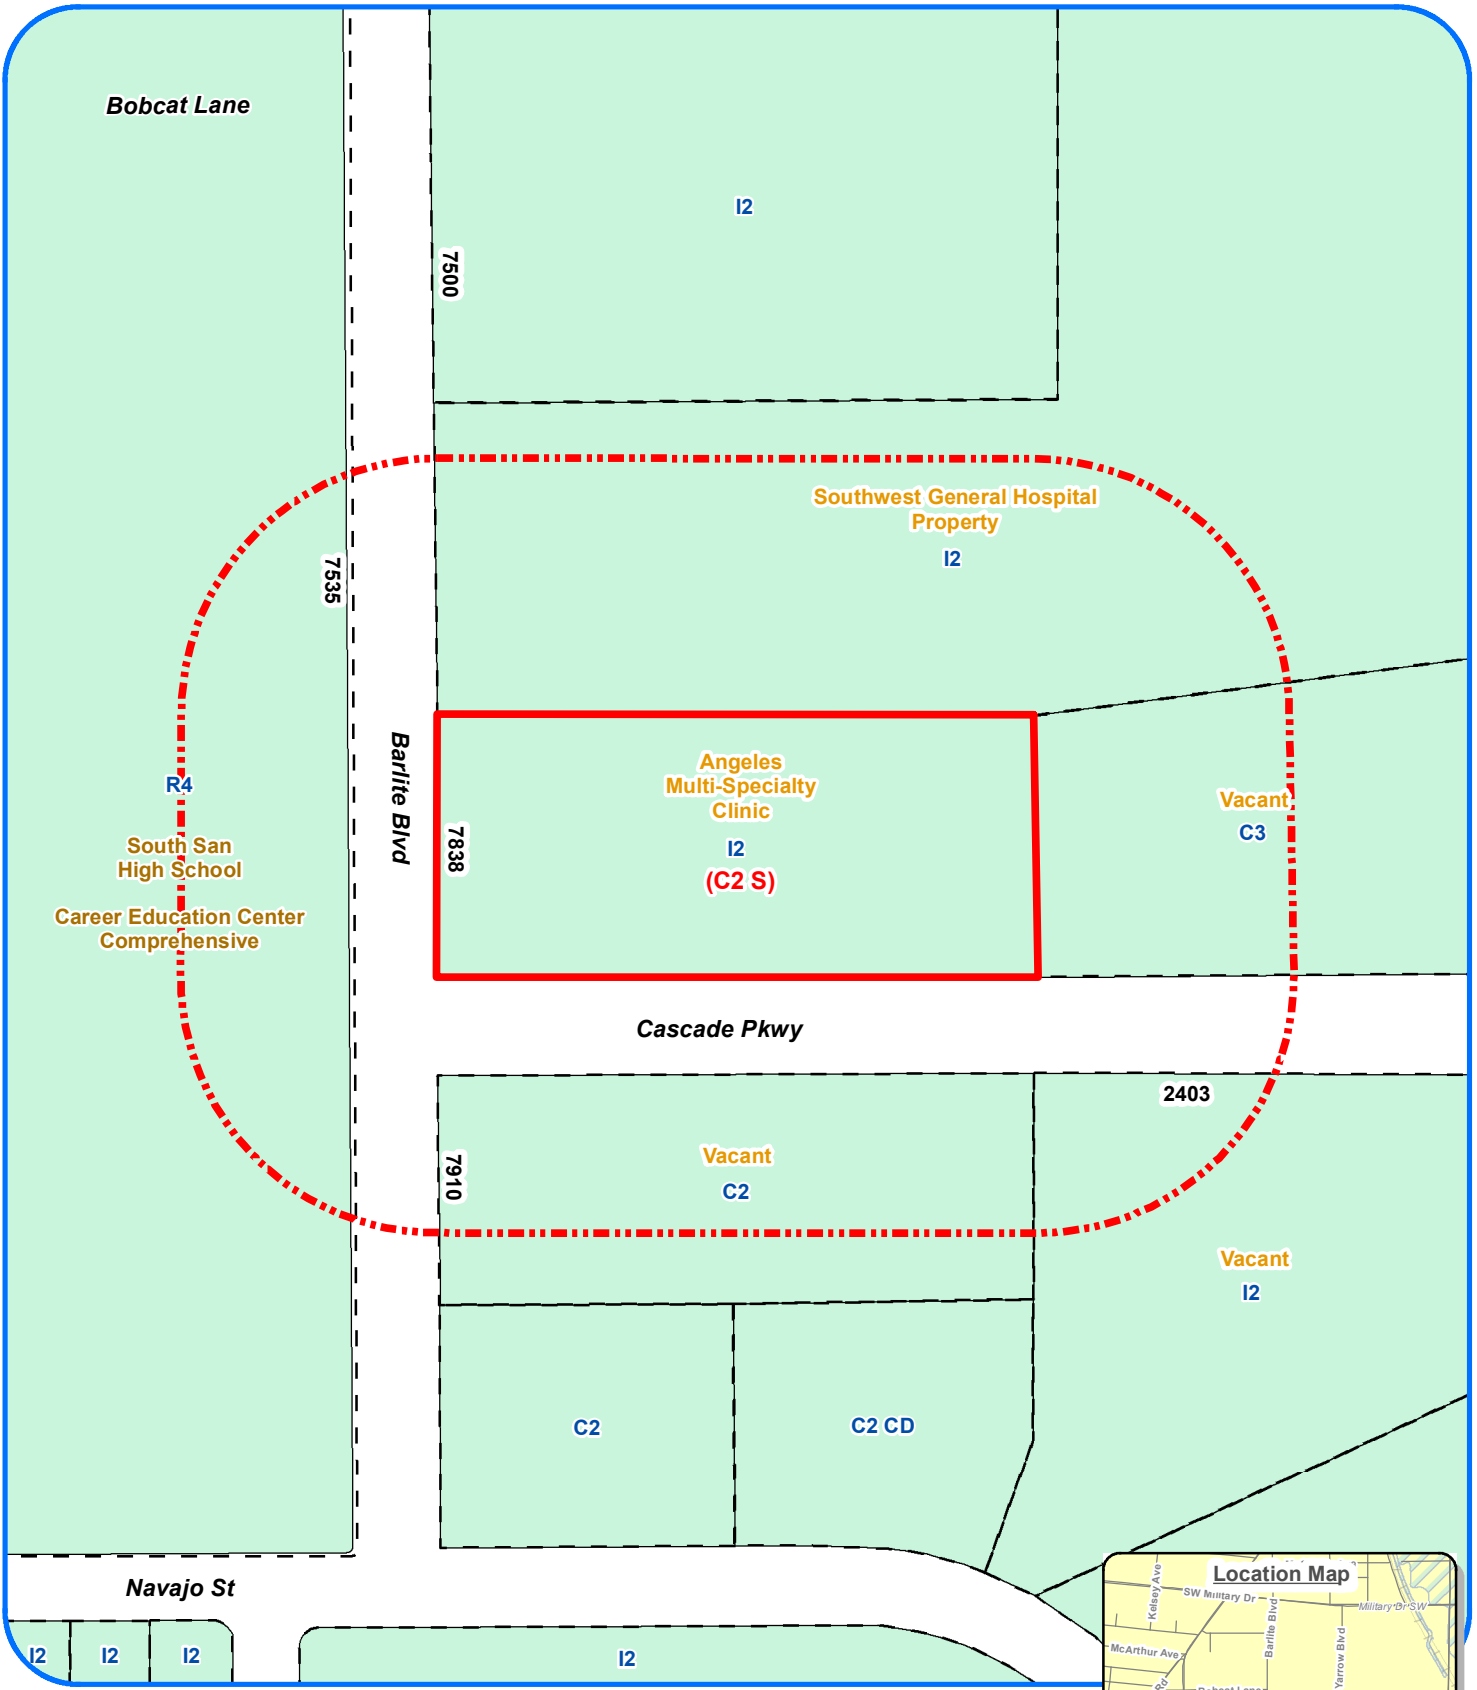 Bobcat Lane
I2
7500
Southwest General Hospital
Property
I2
7535
Barlite Blvd
Angeles
Multi-Specialty
Clinic
I2
(C2 S)
7838
R4
South San
High School
Career Education Center
Comprehensive
Vacant
C3
Cascade Pkwy
2403
7910
Vacant
C2
Vacant
I2
C2
C2 CD
Navajo St
I2
I2
I2
I2
Location Map
Kelsey Ave
SW Military Dr
Military Dr SW
Barlite Blvd
Yarrow Blvd
McArthur Ave
Rd
Bobcat Lane